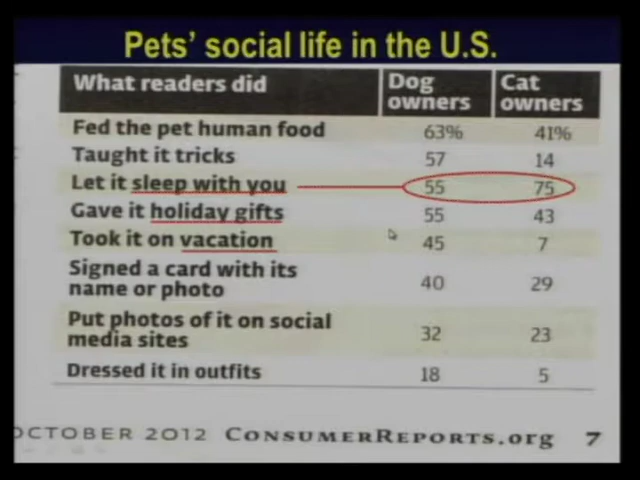 Pets' social life in the U.S.
What readers did Dog owners Cat owners
Fed the pet human food 63% 41%
Taught it tricks 57 14
Let it sleep with you 55 75
Gave it holiday gifts 55 43
Took it on vacation 45 7
Signed a card with its
name or photo 40 29
Put photos of it on social
media sites 32 23
Dressed it in outfits 18 5
OCTOBER 2012 CONSUMERREPORTS.org 7